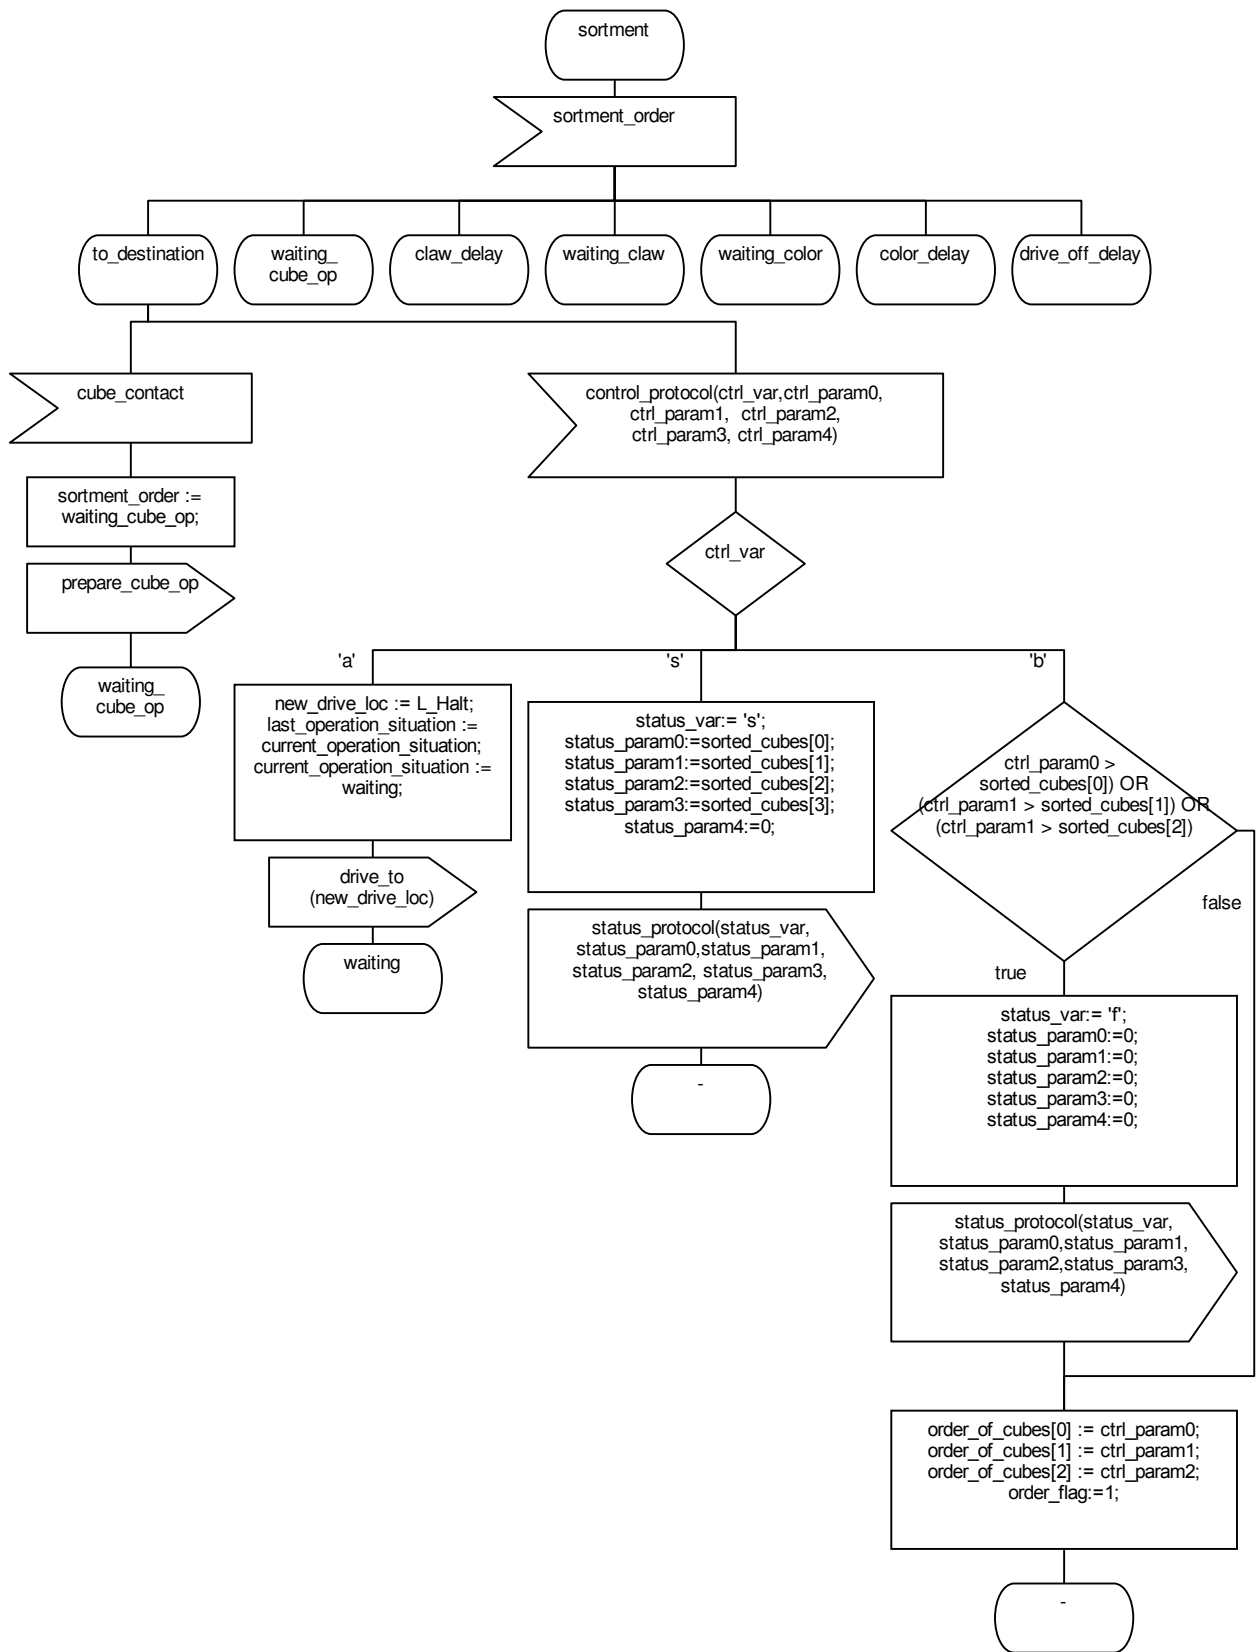 sortment
sortment_order
to_destination
waiting_
cube_op
claw_delay
waiting_claw
waiting_color
color_delay
drive_off_delay
cube_contact
control_protocol(ctrl_var,ctrl_param0,
ctrl_param1, ctrl_param2,
ctrl_param3, ctrl_param4)
sortment_order :=
waiting_cube_op;
prepare_cube_op
waiting_
cube_op
ctrl_var
'a'
's'
'b'
new_drive_loc := L_Halt;
last_operation_situation :=
current_operation_situation;
current_operation_situation :=
waiting;
drive_to
(new_drive_loc)
waiting
status_var:= 's';
status_param0:=sorted_cubes[0];
status_param1:=sorted_cubes[1];
status_param2:=sorted_cubes[2];
status_param3:=sorted_cubes[3];
status_param4:=0;
status_protocol(status_var,
status_param0,status_param1,
status_param2, status_param3,
status_param4)
-
ctrl_param0 >
sorted_cubes[0]) OR
(ctrl_param1 > sorted_cubes[1]) OR
(ctrl_param1 > sorted_cubes[2])
false
true
status_var:= 'f';
status_param0:=0;
status_param1:=0;
status_param2:=0;
status_param3:=0;
status_param4:=0;
status_protocol(status_var,
status_param0,status_param1,
status_param2,status_param3,
status_param4)
order_of_cubes[0] := ctrl_param0;
order_of_cubes[1] := ctrl_param1;
order_of_cubes[2] := ctrl_param2;
order_flag:=1;
-